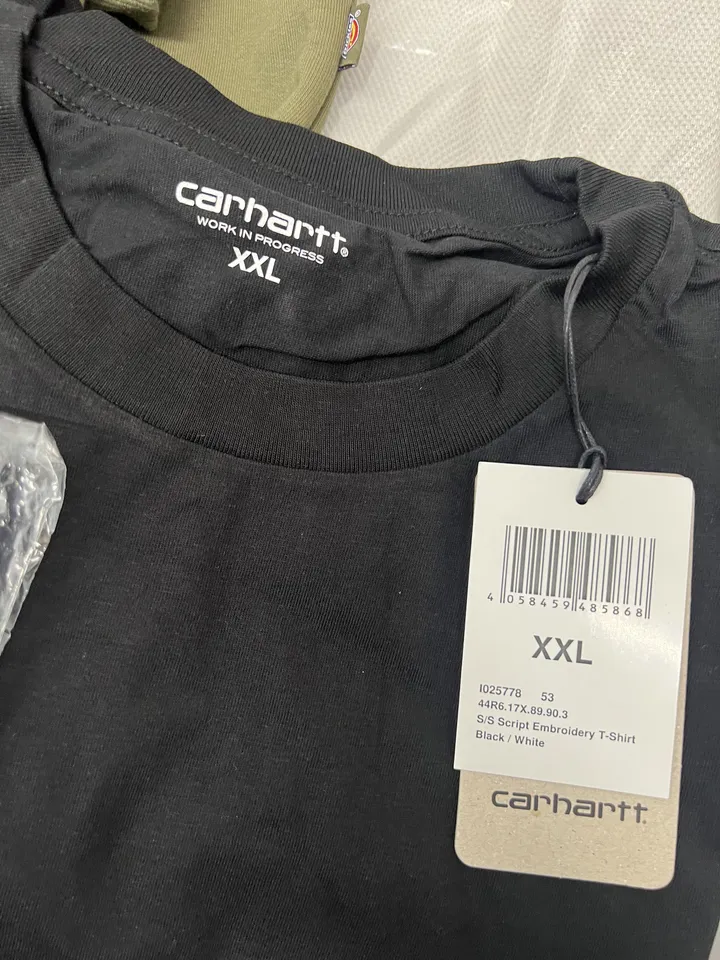 Dickies
carhartt
WORK IN PROGRESS
XXL
4 058459 485868
XXL
I025778 53
44R6.17X.89.90.3
S/S Script Embroidery T-Shirt
Black / White
carhartt